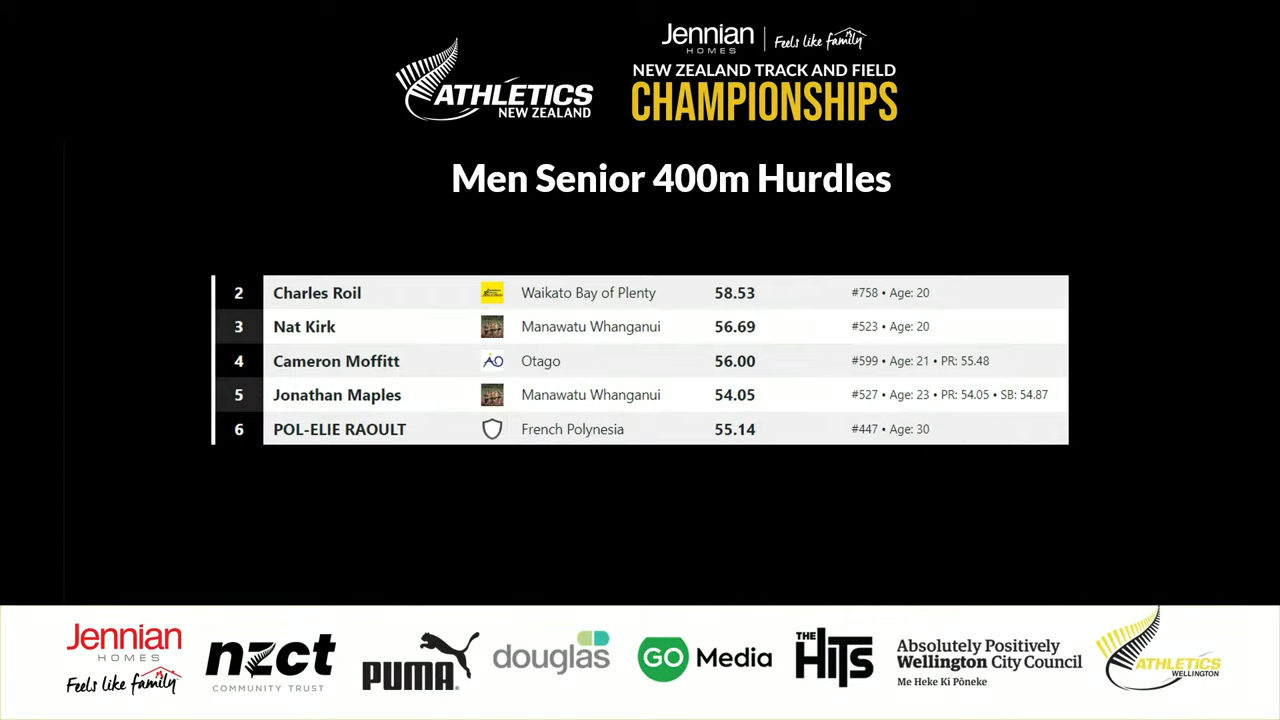 Jennian
HOMES
Feels like family
ATHLETICS
NEW ZEALAND
NEW ZEALAND TRACK AND FIELD
CHAMPIONSHIPS
Men Senior 400m Hurdles
2 Charles Roil Waikato Bay of Plenty 58.53 #758 • Age: 20
3 Nat Kirk Manawatu Whanganui 56.69 #523 • Age: 20
4 Cameron Moffitt Otago 56.00 #599 • Age: 21 • PR: 55.48
5 Jonathan Maples Manawatu Whanganui 54.05 #527 • Age: 23 • PR: 54.05 • SB: 54.87
6 POL-ELIE RAOULT French Polynesia 55.14 #447 • Age: 30
Jennian
HOMES
Feels like family
nzct
COMMUNITY TRUST
PUMA
douglas
GO Media
THE
HITS
Absolutely Positively
Wellington City Council
Me Heke Ki Pōneke
ATHLETICS
WELLINGTON